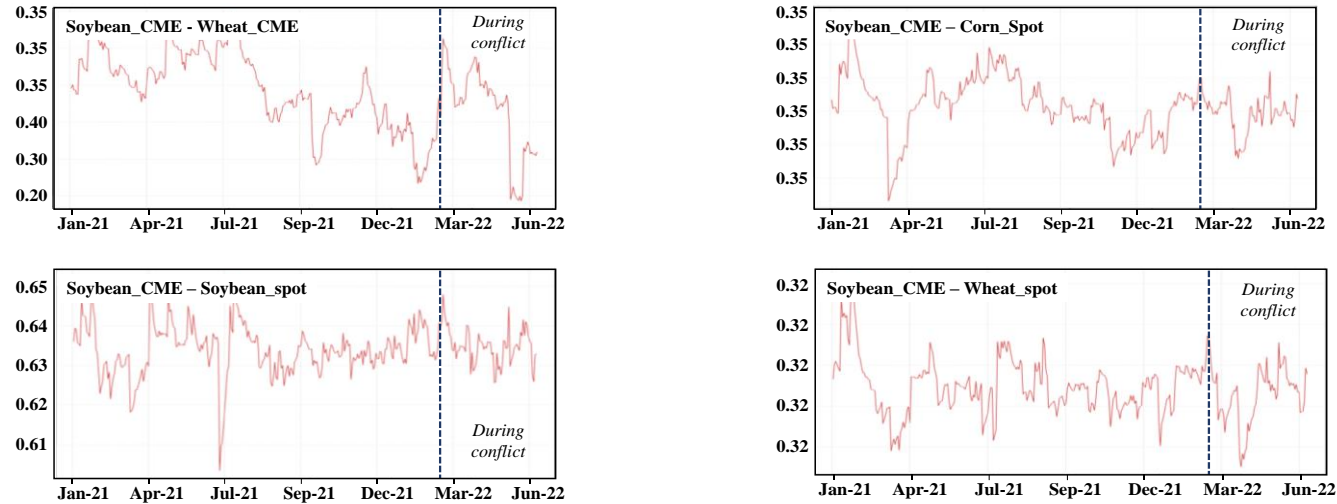 0.35
Soybean_CME - Wheat_CME
During
conflict
0.35
0.35
0.40
0.30
0.20
Jan-21 Apr-21 Jul-21 Sep-21 Dec-21 Mar-22 Jun-22
0.35
Soybean_CME – Corn_Spot
During
conflict
0.35
0.35
0.35
0.35
0.35
Jan-21 Apr-21 Jul-21 Sep-21 Dec-21 Mar-22 Jun-22
0.65
Soybean_CME – Soybean_spot
0.64
0.63
0.62
0.61
During
conflict
Jan-21 Apr-21 Jul-21 Sep-21 Dec-21 Mar-22 Jun-22
0.32
Soybean_CME – Wheat_spot
During
conflict
0.32
0.32
0.32
0.32
Jan-21 Apr-21 Jul-21 Sep-21 Dec-21 Mar-22 Jun-22